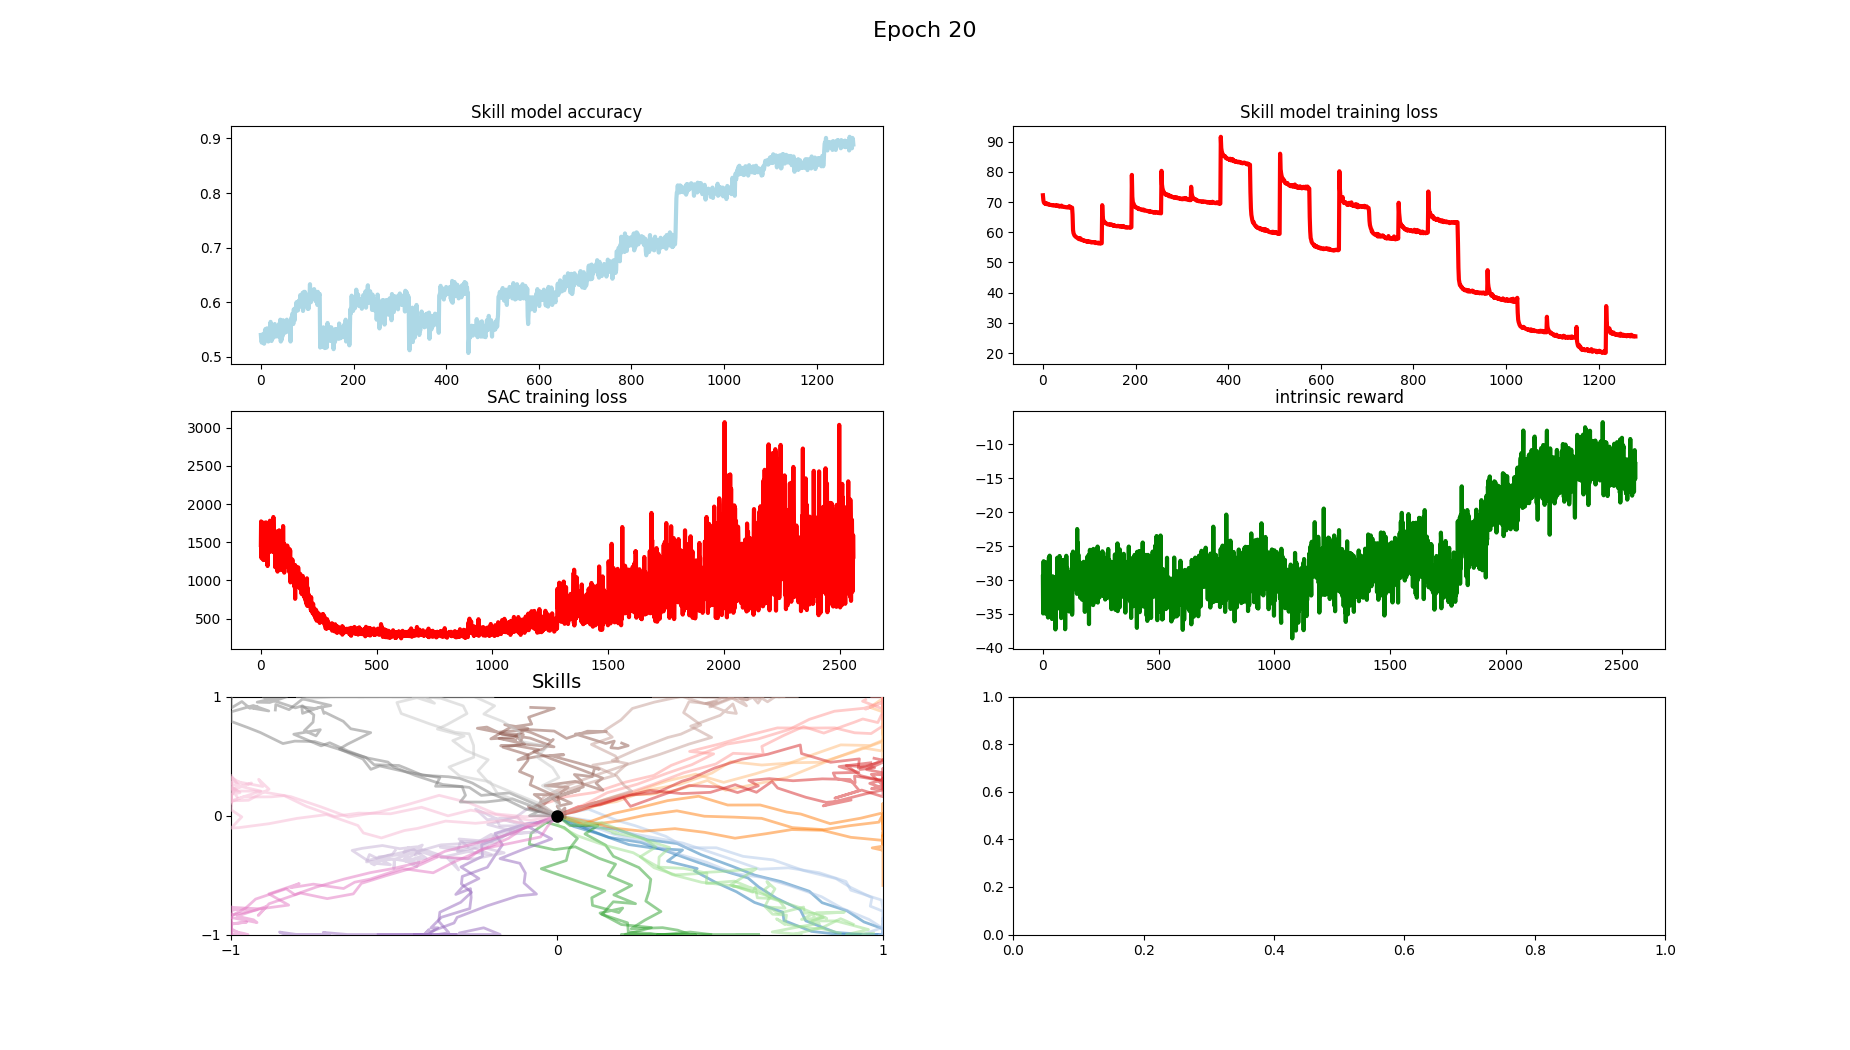 Epoch 20
Skill model accuracy
0.9
0.8
0.7
0.6
0.5
0 200 400 600 800 1000 1200
Skill model training loss
90
80
70
60
50
40
30
20
0 200 400 600 800 1000 1200
SAC training loss
3000
2500
2000
1500
1000
500
0 500 1000 1500 2000 2500
intrinsic reward
−10
−15
−20
−25
−30
−35
−40
0 500 1000 1500 2000 2500
Skills
1
0
−1
−1 0 1
1.0
0.8
0.6
0.4
0.2
0.0
0.0 0.2 0.4 0.6 0.8 1.0